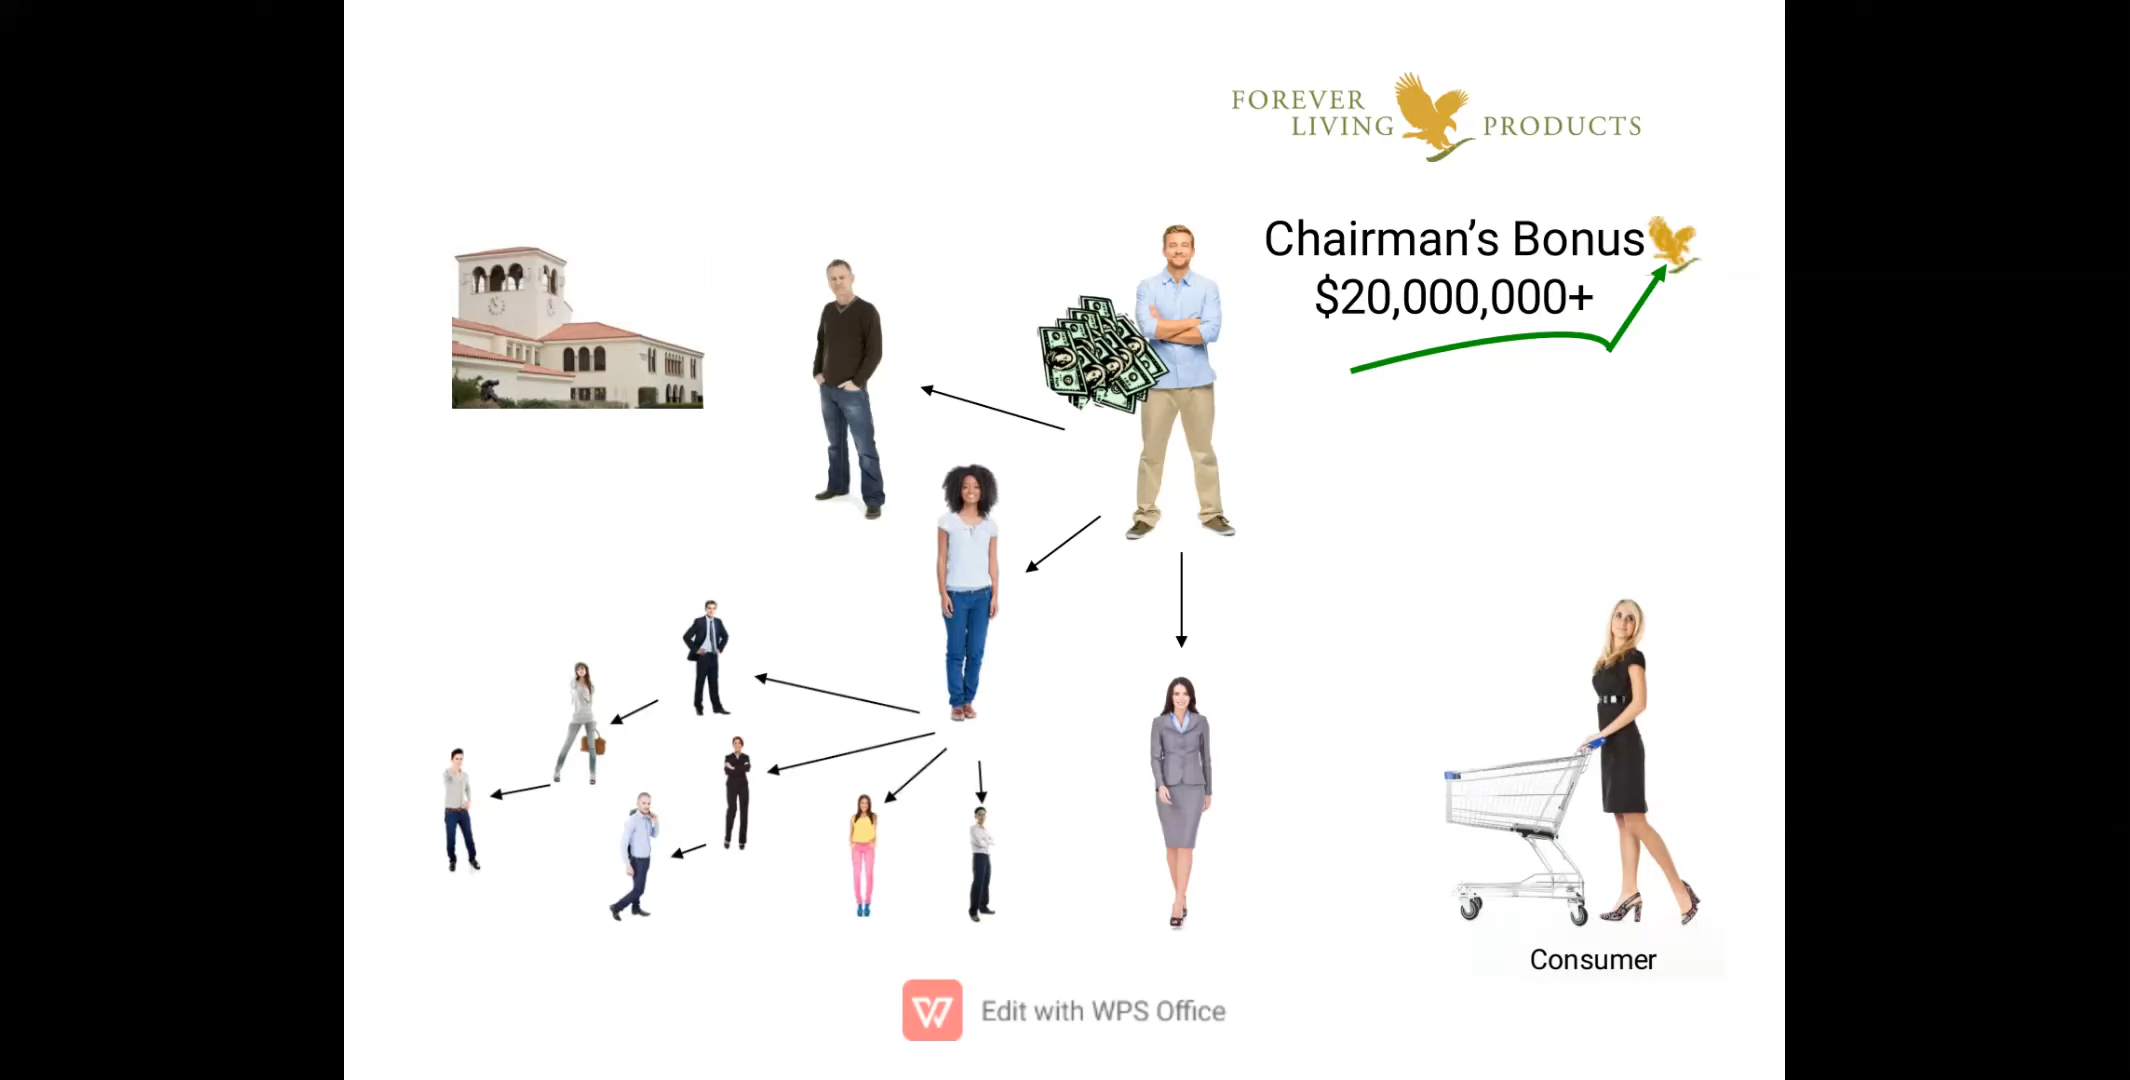 FOREVER
LIVING PRODUCTS
Chairman’s Bonus
$20,000,000+
Consumer
Edit with WPS Office